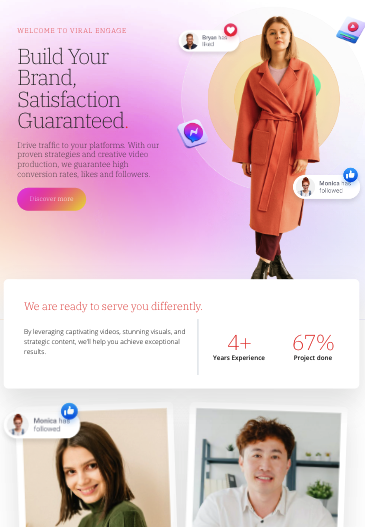 WELCOME TO VIRAL ENGAGE
Build Your
Brand,
Satisfaction
Guaranteed.
Drive traffic to your platforms. With our
proven strategies and creative video
production, we guarantee high
conversion rates, likes and followers.
Discover more
Bryan has
liked
Monica has
followed
We are ready to serve you differently.
By leveraging captivating videos, stunning visuals, and
strategic content, we'll help you achieve exceptional
results.
4+
Years Experience
67%
Project done
Monica has
followed